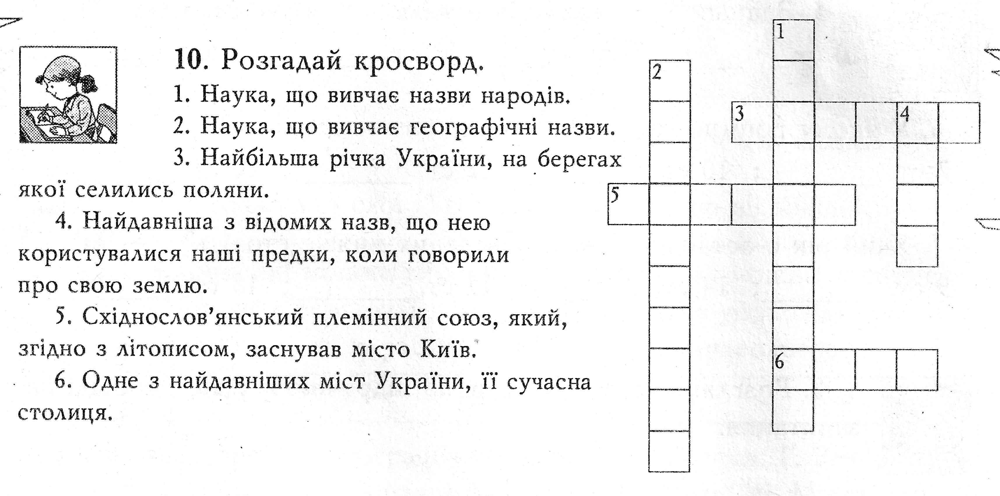 10. Розгадай кросворд.
1. Наука, що вивчає назви народів.
2. Наука, що вивчає географічні назви.
3. Найбільша річка України, на берегах
якої селились поляни.
4. Найдавніша з відомих назв, що нею
користувалися наші предки, коли говорили
про свою землю.
5. Східнослов’янський племінний союз, який,
згідно з літописом, заснував місто Київ.
6. Одне з найдавніших міст України, її сучасна
столиця.
1
2
3 4
5
6